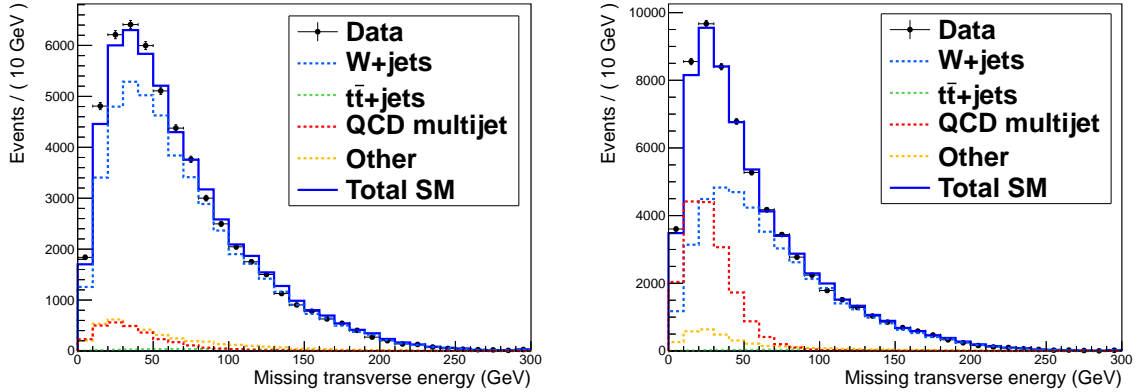 Events / ( 10 GeV )
6000
5000
4000
3000
2000
1000
0
Data
W+jets
tt̄+jets
QCD multijet
Other
Total SM
0 50 100 150 200 250 300
Missing transverse energy (GeV)
Events / ( 10 GeV )
10000
8000
6000
4000
2000
0
Data
W+jets
tt̄+jets
QCD multijet
Other
Total SM
0 50 100 150 200 250 300
Missing transverse energy (GeV)